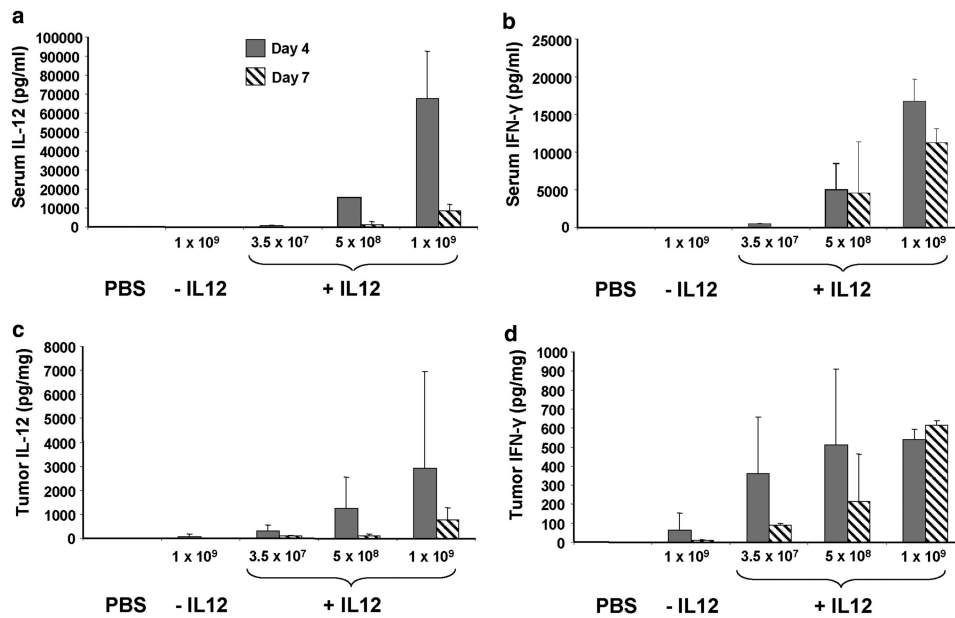 a
Serum IL-12 (pg/ml)
100000
90000
80000
70000
60000
50000
40000
30000
20000
10000
0
Day 4
Day 7
1 x 10⁹ 3.5 x 10⁷ 5 x 10⁸ 1 x 10⁹
PBS - IL12 + IL12
b
Serum IFN-γ (pg/ml)
25000
20000
15000
10000
5000
0
1 x 10⁹ 3.5 x 10⁷ 5 x 10⁸ 1 x 10⁹
PBS - IL12 + IL12
c
Tumor IL-12 (pg/mg)
8000
7000
6000
5000
4000
3000
2000
1000
0
1 x 10⁹ 3.5 x 10⁷ 5 x 10⁸ 1 x 10⁹
PBS - IL12 + IL12
d
Tumor IFN-γ (pg/mg)
1000
900
800
700
600
500
400
300
200
100
0
1 x 10⁹ 3.5 x 10⁷ 5 x 10⁸ 1 x 10⁹
PBS - IL12 + IL12